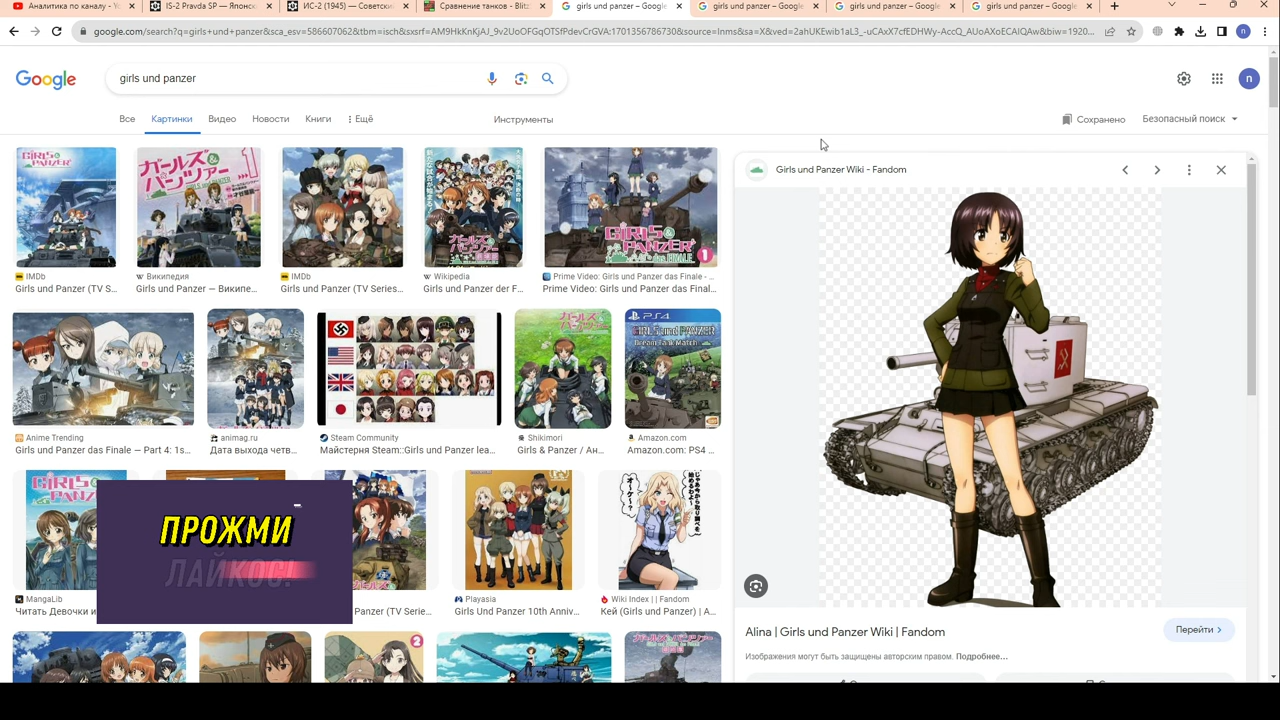 Аналитика по каналу - Yo
IS-2 Pravda SP — Японск
ИС-2 (1945) — Советски
Сравнение танков - Blitz
girls und panzer – Google
girls und panzer – Google
girls und panzer – Google
girls und panzer – Google
google.com/search?q=girls+und+panzer&sca_esv=586607062&tbm=isch&sxsrf=AM9HkKnKjAJ_9v2UoOFGqOTSfPdevCrGVA:1701356786730&source=lnms&sa=X&ved=2ahUKEwib1aL3_-uCAxX7cfEDHWy-AccQ_AUoAXoECAIQAw&biw=1920...
Google
girls und panzer
Все
Картинки
Видео
Новости
Книги
Ещё
Инструменты
Сохранено
Безопасный поиск
IMDb
Girls und Panzer (TV S...
Википедия
Girls und Panzer — Википе...
IMDb
Girls und Panzer (TV Series...
Wikipedia
Girls und Panzer der F...
Prime Video: Girls und Panzer das Finale - ...
Prime Video: Girls und Panzer das Final...
Anime Trending
Girls und Panzer das Finale — Part 4: 1s...
animag.ru
Дата выхода четв...
Steam Community
Майстерня Steam::Girls und Panzer lea...
Shikimori
Girls & Panzer / Ан...
PS4
Amazon.com
Amazon.com: PS4 ...
MangaLib
Читать Девочки и
Panzer (TV Serie...
Playasia
Girls Und Panzer 10th Anniv...
Wiki Index | | Fandom
Кей (Girls und Panzer) | A...
ПРОЖМИ
ЛАЙКОС!
Girls und Panzer Wiki - Fandom
Alina | Girls und Panzer Wiki | Fandom
Перейти
Изображения могут быть защищены авторским правом. Подробнее...